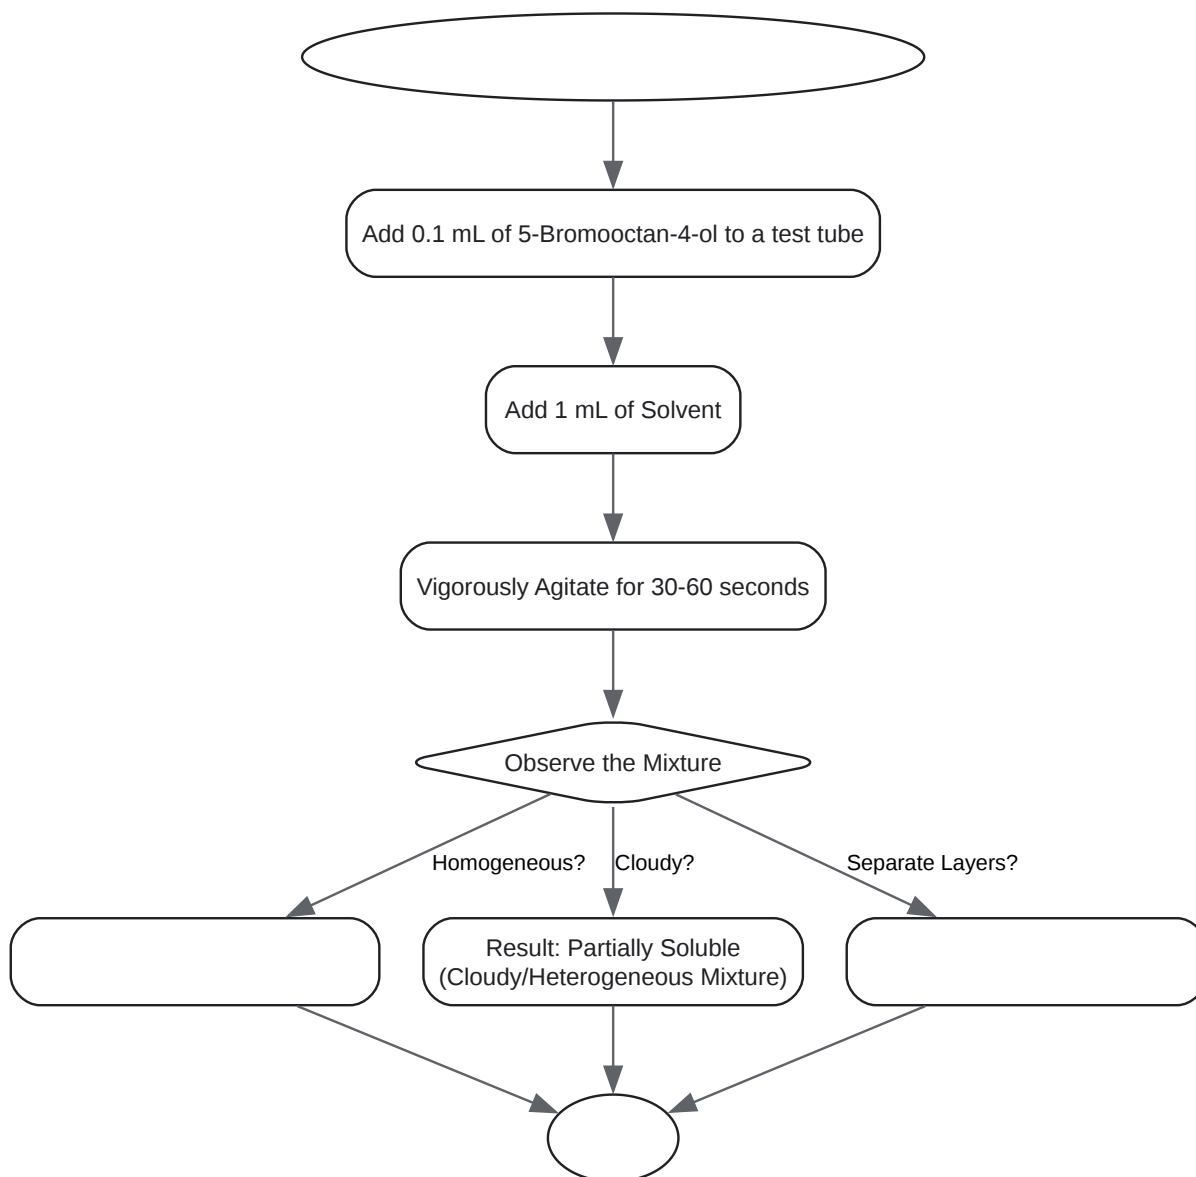 Add 0.1 mL of 5-Bromooctan-4-ol to a test tube
Add 1 mL of Solvent
Vigorously Agitate for 30-60 seconds
Observe the Mixture
Homogeneous?
Cloudy?
Separate Layers?
Result: Partially Soluble
(Cloudy/Heterogeneous Mixture)